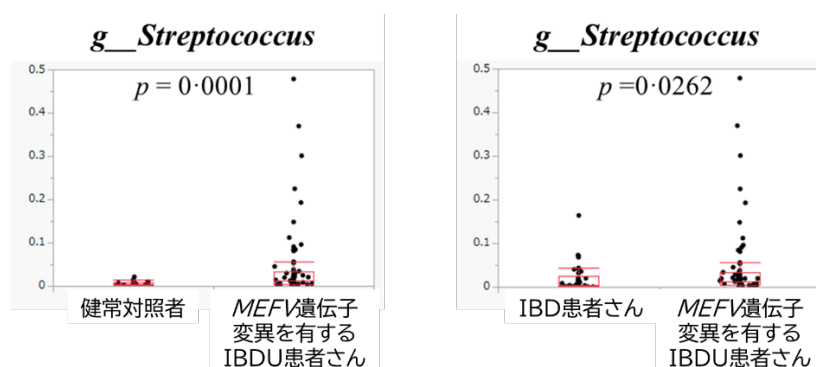 g__Streptococcus
p = 0·0001
0.5
0.4
0.3
0.2
0.1
0
健常対照者
MEFV遺伝子
変異を有する
IBDU患者さん
g__Streptococcus
p =0·0262
0.5
0.4
0.3
0.2
0.1
0
IBD患者さん
MEFV遺伝子
変異を有する
IBDU患者さん